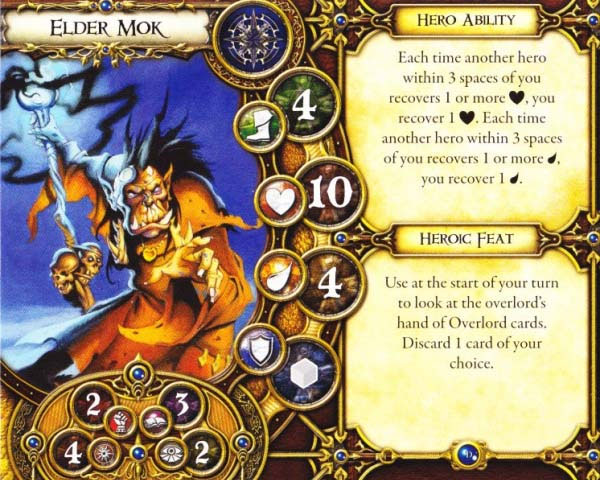 ELDER MOK
4
10
4
2
3
4
2
HERO ABILITY
Each time another hero
within 3 spaces of you
recovers 1 or more ♥, you
recover 1 ♥. Each time
another hero within 3 spaces
of you recovers 1 or more 💧,
you recover 1 💧.
HEROIC FEAT
Use at the start of your turn
to look at the overlord's
hand of Overlord cards.
Discard 1 card of your
choice.